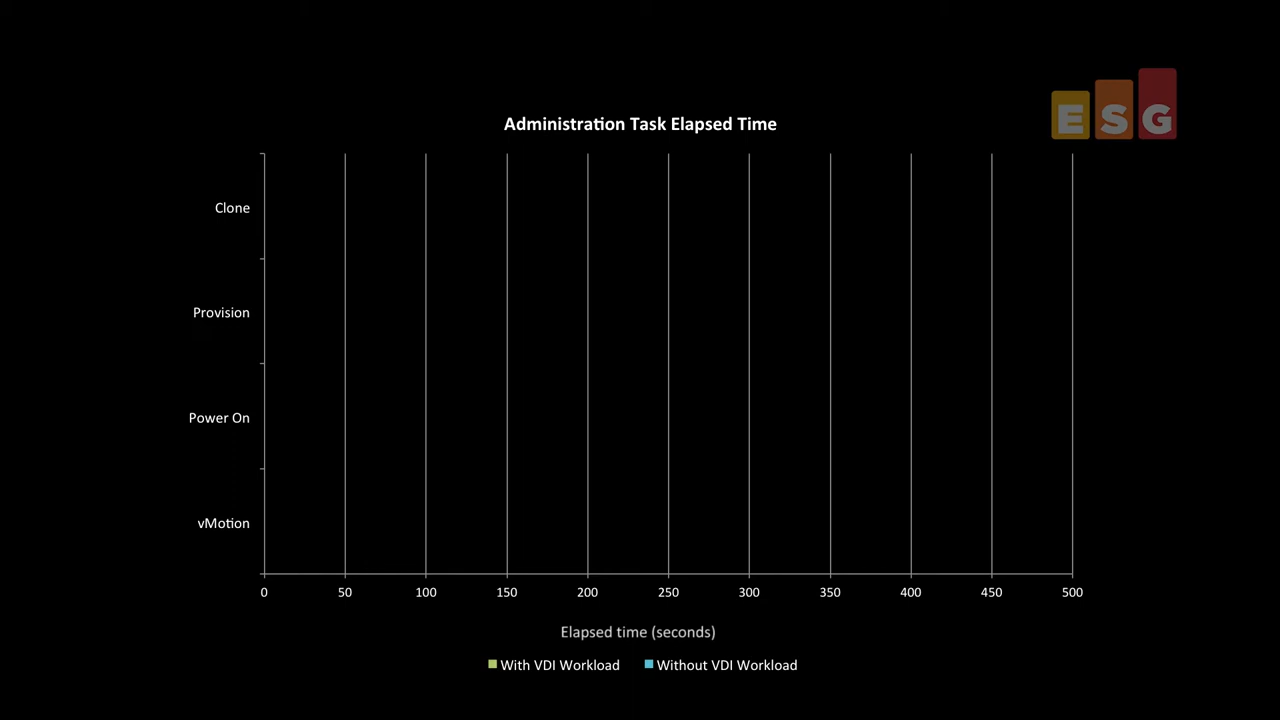 ESG
Administration Task Elapsed Time
Clone
Provision
Power On
vMotion
0 50 100 150 200 250 300 350 400 450 500
Elapsed time (seconds)
With VDI Workload Without VDI Workload